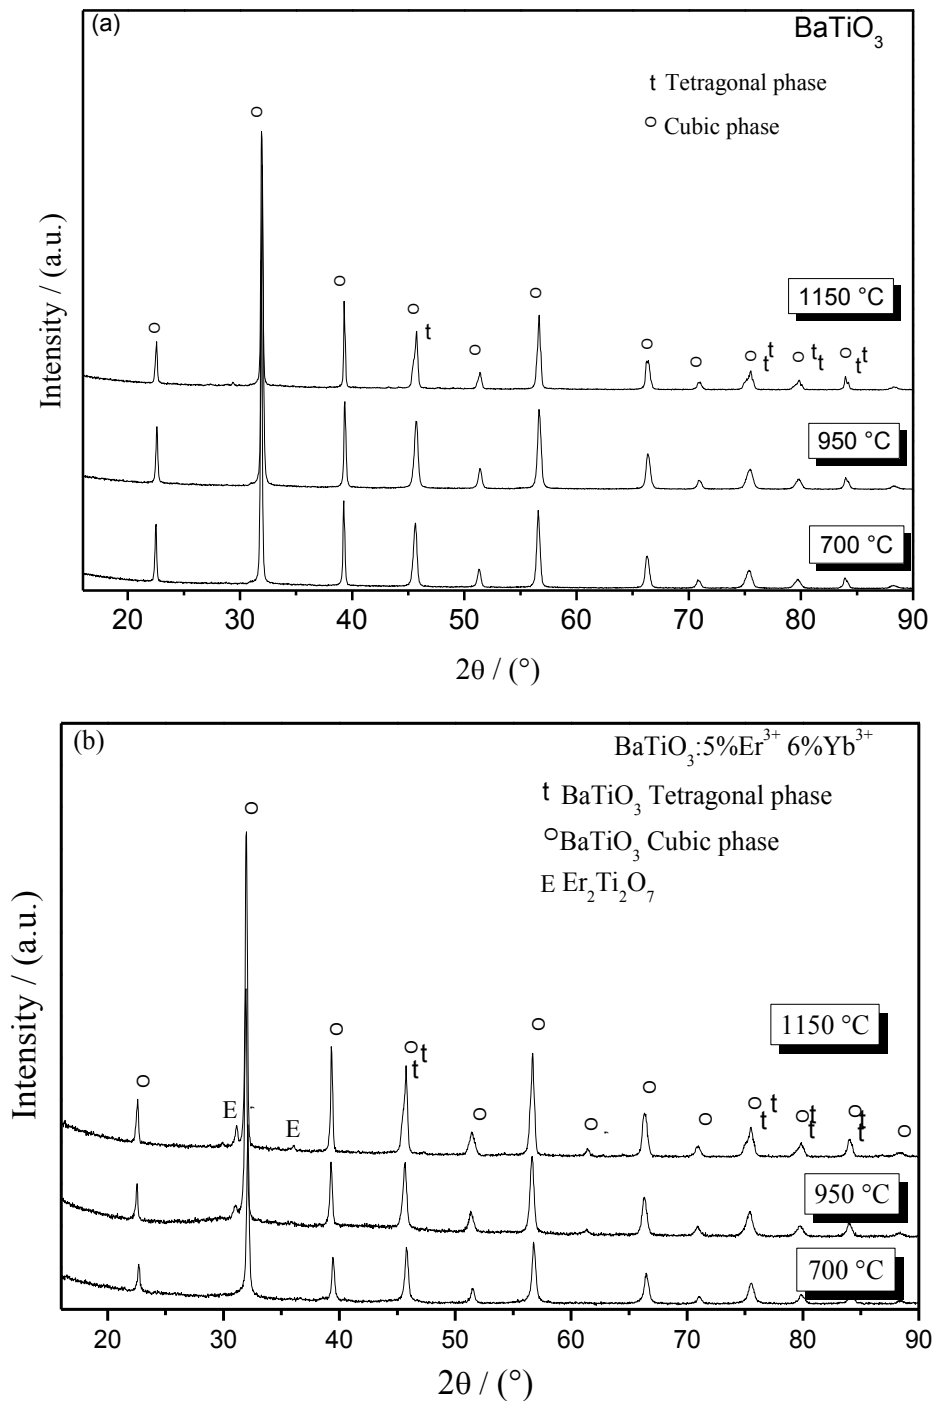 (a)
BaTiO₃
t Tetragonal phase
o Cubic phase
o
o
o
o
t
o
o
o
o
o
t
t
o
t
t
o
t
t
1150 °C
950 °C
700 °C
Intensity / (a.u.)
20 30 40 50 60 70 80 90
2θ / (°)
(b)
BaTiO₃:5%Er³⁺ 6%Yb³⁺
t BaTiO₃ Tetragonal phase
o BaTiO₃ Cubic phase
E Er₂Ti₂O₇
o
o
E
E
o
o
t
t
o
o
o
o
o
o
t
t
o
t
t
o
t
t
o
1150 °C
950 °C
700 °C
Intensity / (a.u.)
20 30 40 50 60 70 80 90
2θ / (°)